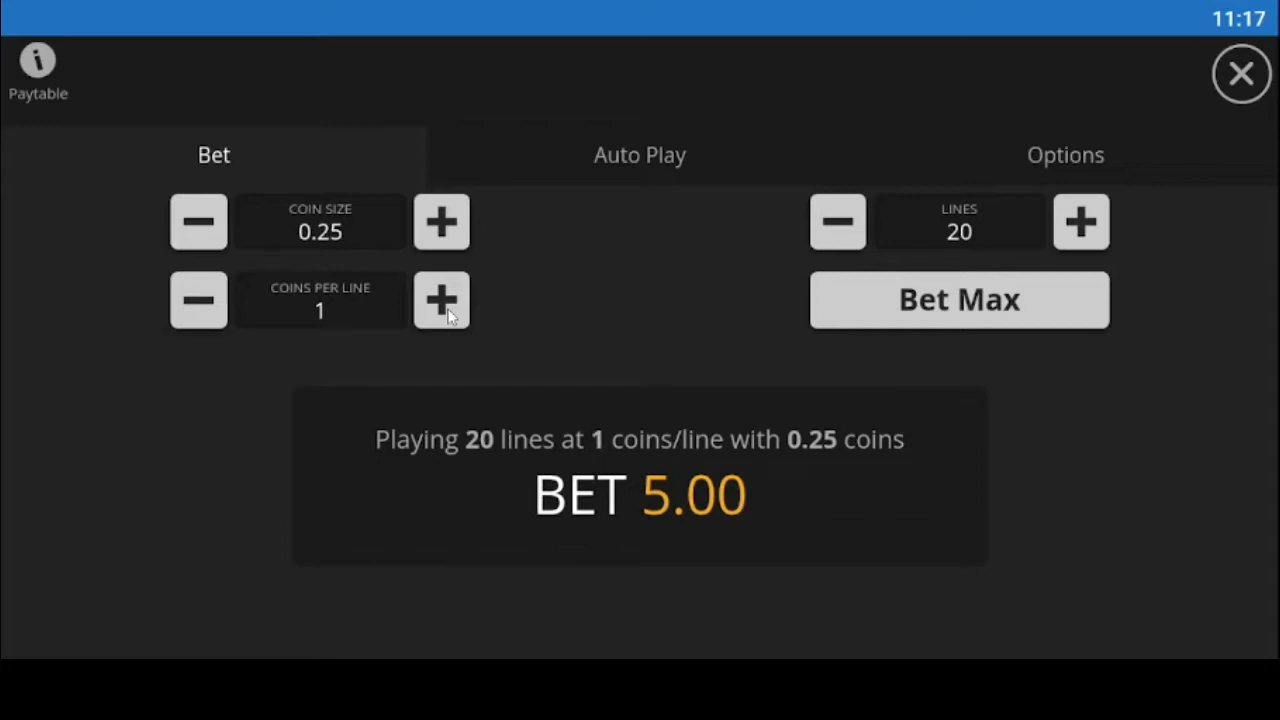 11:17
Paytable
Bet
Auto Play
Options
COIN SIZE
0.25
LINES
20
COINS PER LINE
1
Bet Max
Playing 20 lines at 1 coins/line with 0.25 coins
BET 5.00